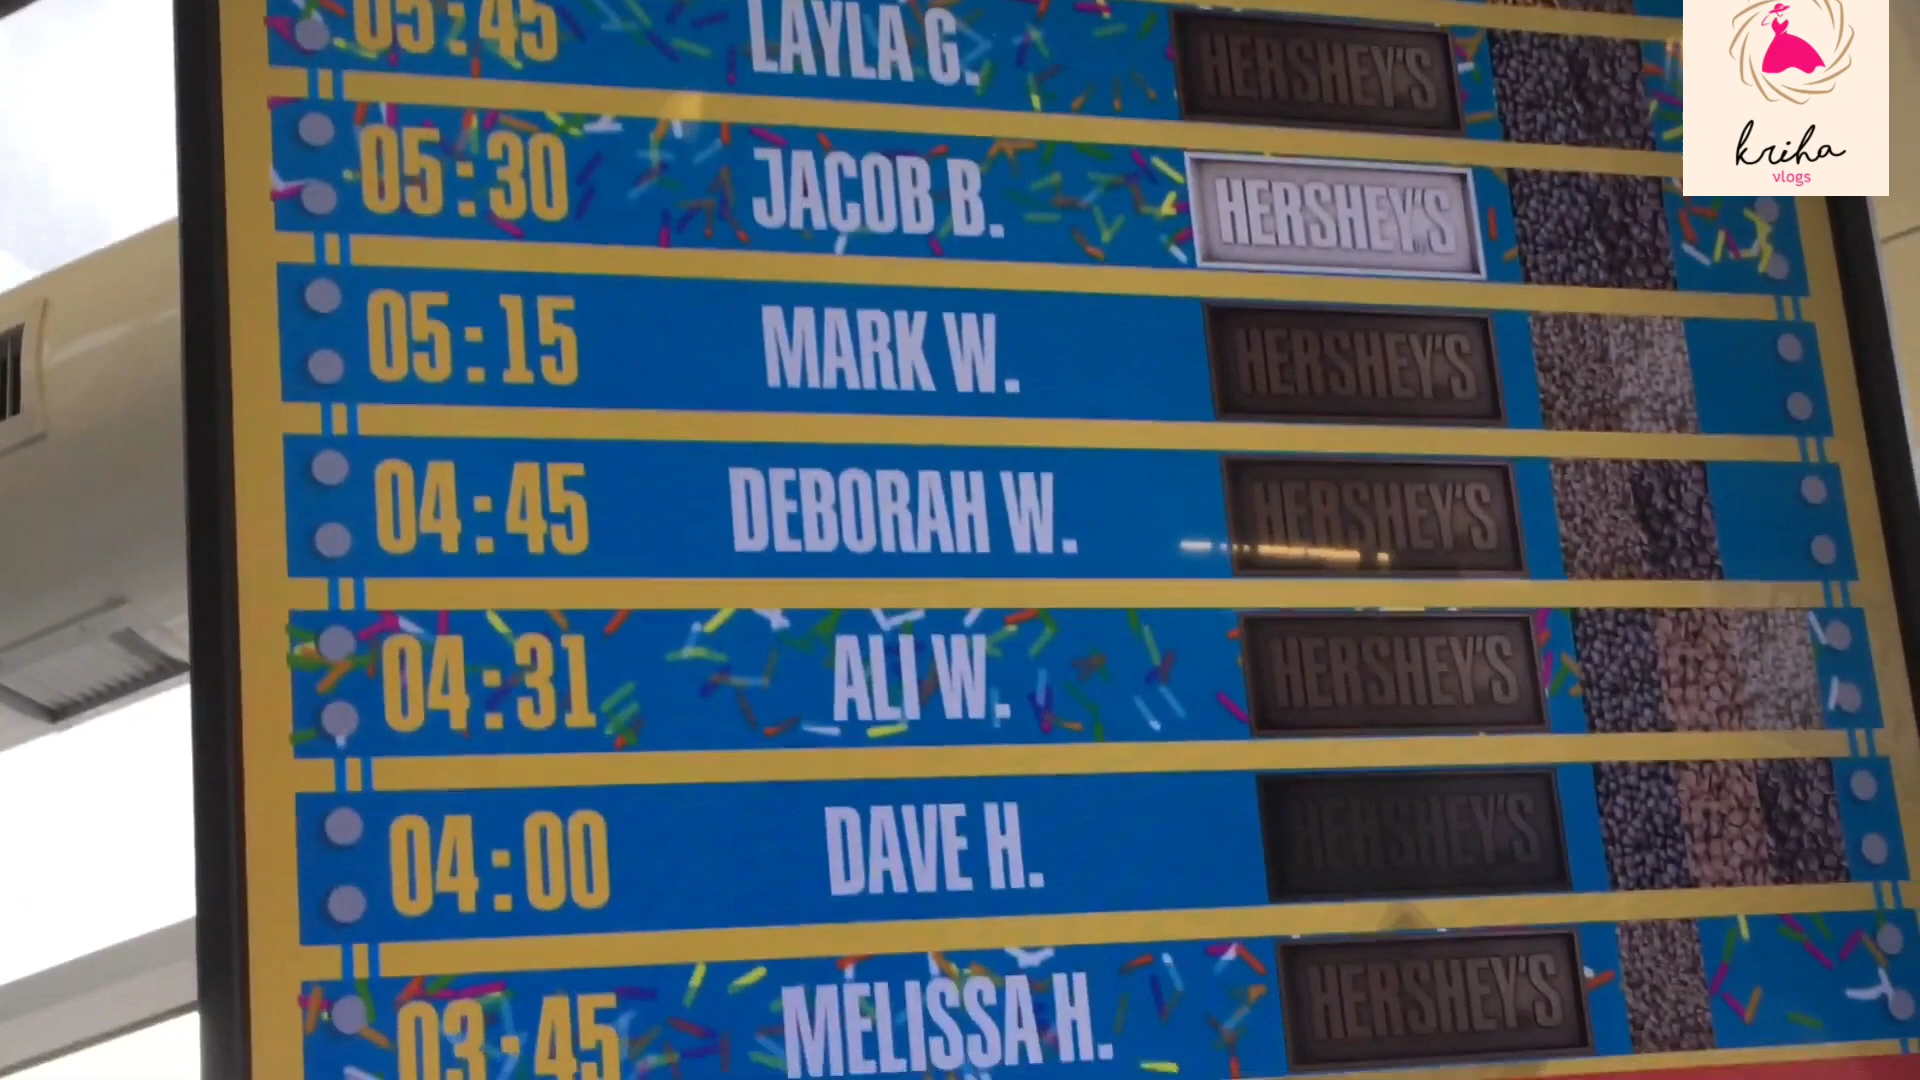 05:45 LAYLA G. HERSHEY'S
05:30 JACOB B. HERSHEY'S
05:15 MARK W. HERSHEY'S
04:45 DEBORAH W. HERSHEY'S
04:31 ALI W. HERSHEY'S
04:00 DAVE H. HERSHEY'S
03:45 MELISSA H. HERSHEY'S
kriha
vlogs